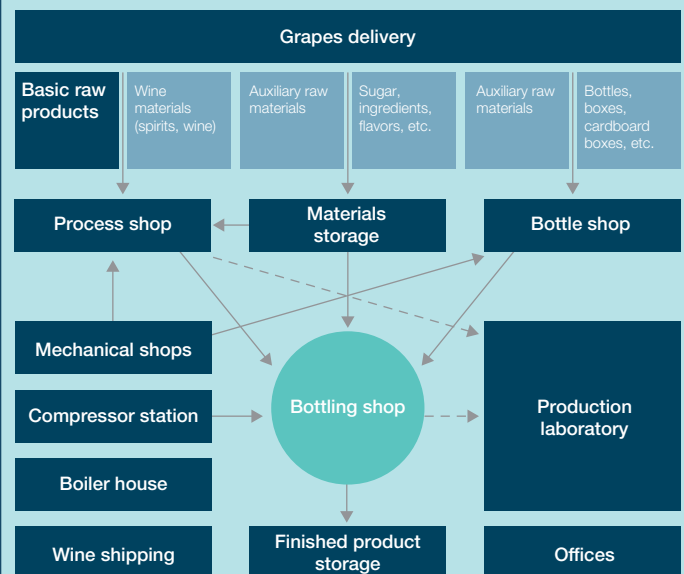 Grapes delivery
Basic raw
products
Wine
materials
(spirits, wine)
Auxiliary raw
materials
Sugar,
ingredients,
flavors, etc.
Auxiliary raw
materials
Bottles,
boxes,
cardboard
boxes, etc.
Process shop
Materials
storage
Bottle shop
Mechanical shops
Compressor station
Bottling shop
Production
laboratory
Boiler house
Wine shipping
Finished product
storage
Offices